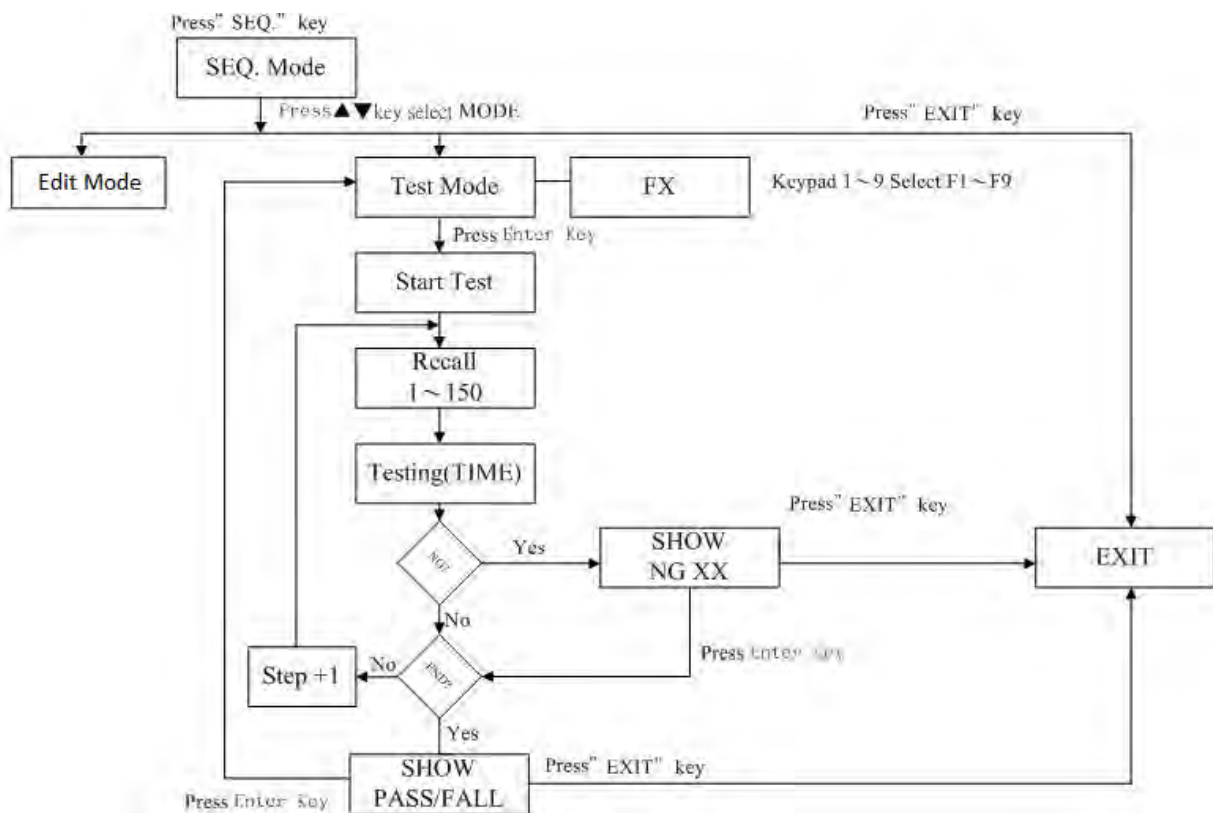 Press" SEQ." key
SEQ. Mode
Press▲▼key select MODE
Press" EXIT" key
Edit Mode
Test Mode
FX
Keypad 1～9 Select F1～F9
Press Enter Key
Start Test
Recall
1～150
Testing(TIME)
NG?
Yes
SHOW
NG XX
Press" EXIT" key
EXIT
No
Press Enter Key
Step +1
No
END?
Yes
SHOW
PASS/FALL
Press" EXIT" key
Press Enter Key